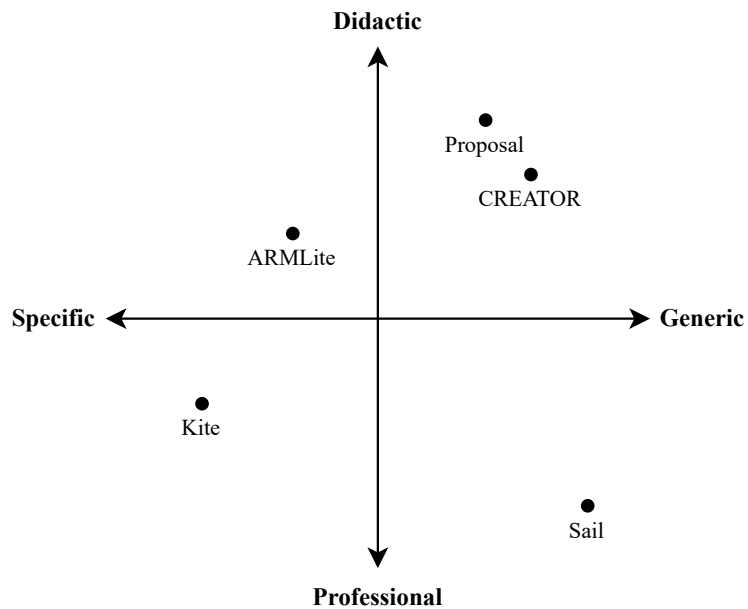 Didactic
Proposal
CREATOR
ARMLite
Specific
Generic
Kite
Sail
Professional